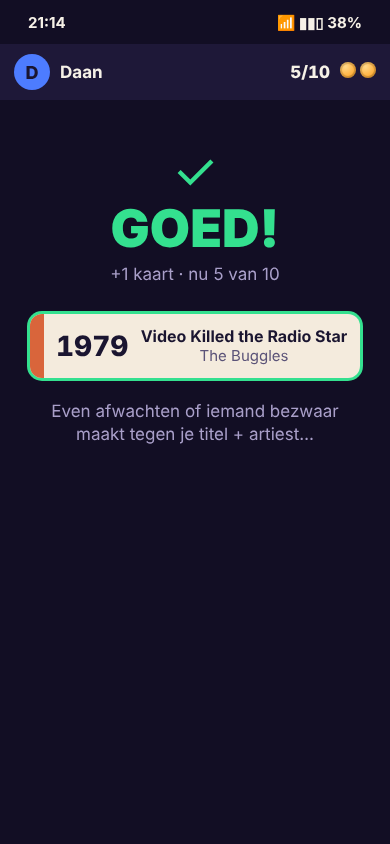 21:14
38%
D
Daan
5/10
GOED!
+1 kaart · nu 5 van 10
1979
Video Killed the Radio Star
The Buggles
Even afwachten of iemand bezwaar
maakt tegen je titel + artiest...